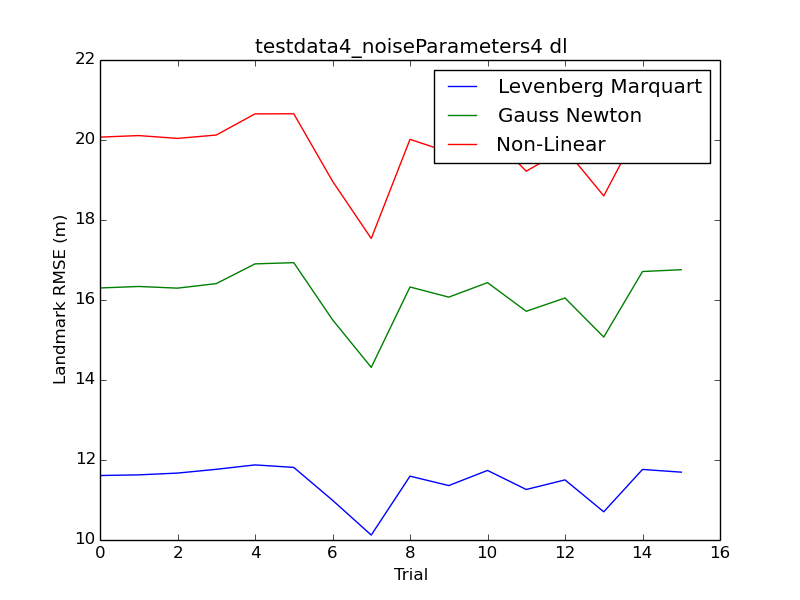 testdata4_noiseParameters4 dl
Levenberg Marquart
Gauss Newton
Non-Linear
22
20
18
16
14
12
10
Landmark RMSE (m)
0 2 4 6 8 10 12 14 16
Trial